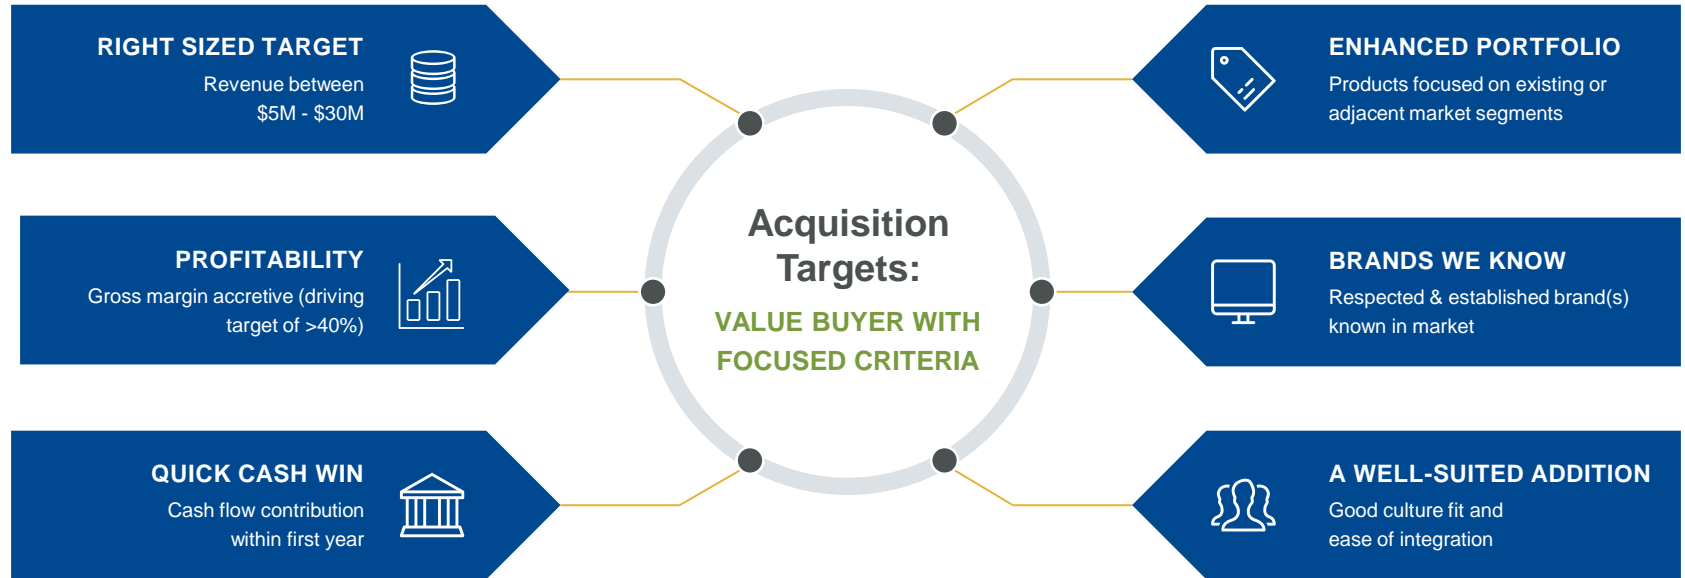 RIGHT SIZED TARGET
Revenue between
$5M - $30M
PROFITABILITY
Gross margin accretive (driving
target of >40%)
QUICK CASH WIN
Cash flow contribution
within first year
Acquisition
Targets:
VALUE BUYER WITH
FOCUSED CRITERIA
ENHANCED PORTFOLIO
Products focused on existing or
adjacent market segments
BRANDS WE KNOW
Respected & established brand(s)
known in market
A WELL-SUITED ADDITION
Good culture fit and
ease of integration